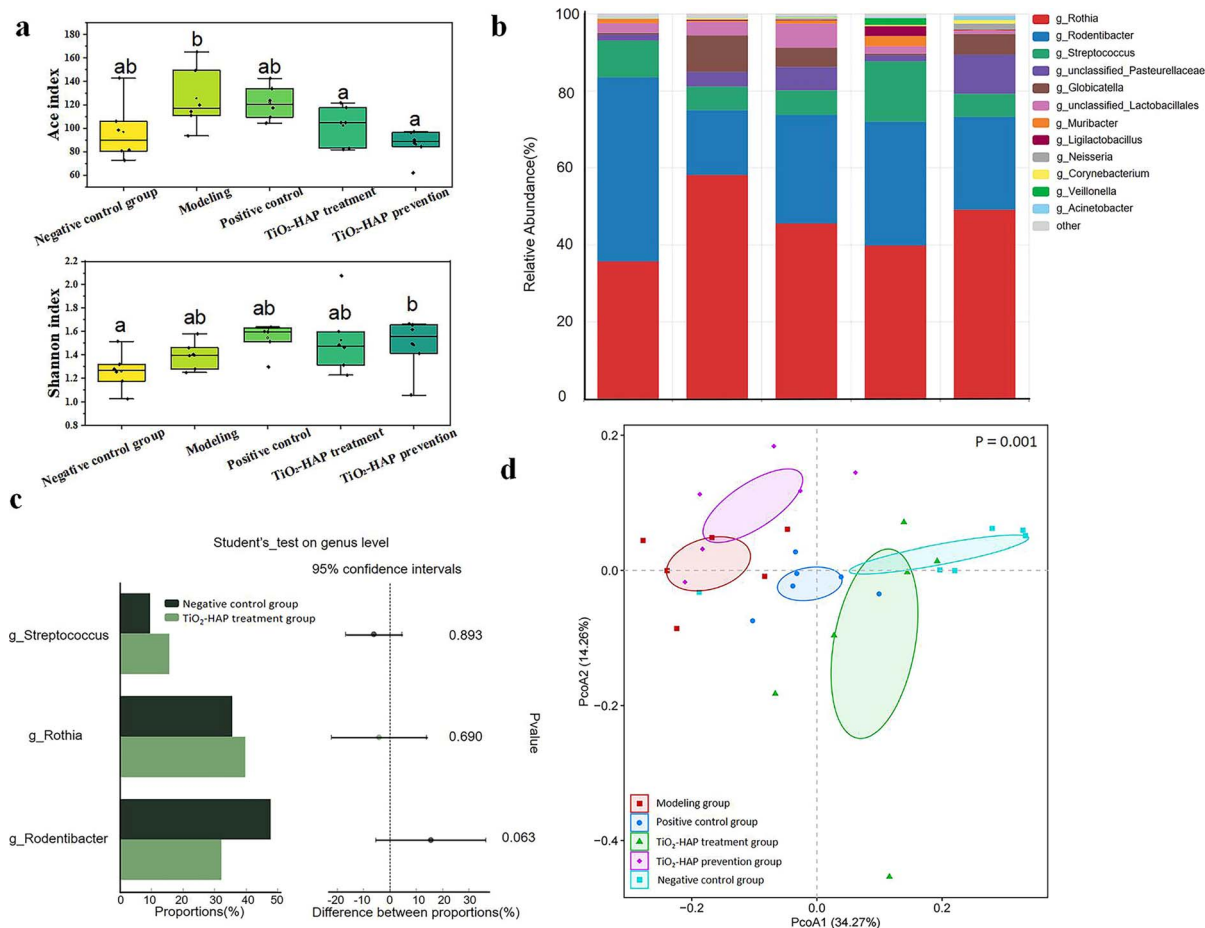 a
Ace index
180
160
140
120
100
80
60
ab
b
ab
a
a
Negative control group
Modeling
Positive control
TiO₂-HAP treatment
TiO₂-HAP prevention
Shannon index
2.2
2.0
1.8
1.6
1.4
1.2
1.0
0.8
a
ab
ab
ab
b
Negative control group
Modeling
Positive control
TiO₂-HAP treatment
TiO₂-HAP prevention
b
Relative Abundance(%)
100
80
60
40
20
0
g_Rothia
g_Rodentibacter
g_Streptococcus
g_unclassified_Pasteurellaceae
g_Globicatella
g_unclassified_Lactobacillales
g_Muribacter
g_Ligilactobacillus
g_Neisseria
g_Corynebacterium
g_Veillonella
g_Acinetobacter
other
c
Student's_test on genus level
95% confidence intervals
Negative control group
TiO₂-HAP treatment group
g_Streptococcus
g_Rothia
g_Rodentibacter
0.893
0.690
0.063
Pvalue
0 10 20 30 40 50
Proportions(%)
-20 -10 0 10 20 30
Difference between proportions(%)
d
P = 0.001
PcoA2 (14.26%)
0.2
0.0
−0.2
−0.4
Modeling group
Positive control group
TiO₂-HAP treatment group
TiO₂-HAP prevention group
Negative control group
−0.2 0.0 0.2
PcoA1 (34.27%)